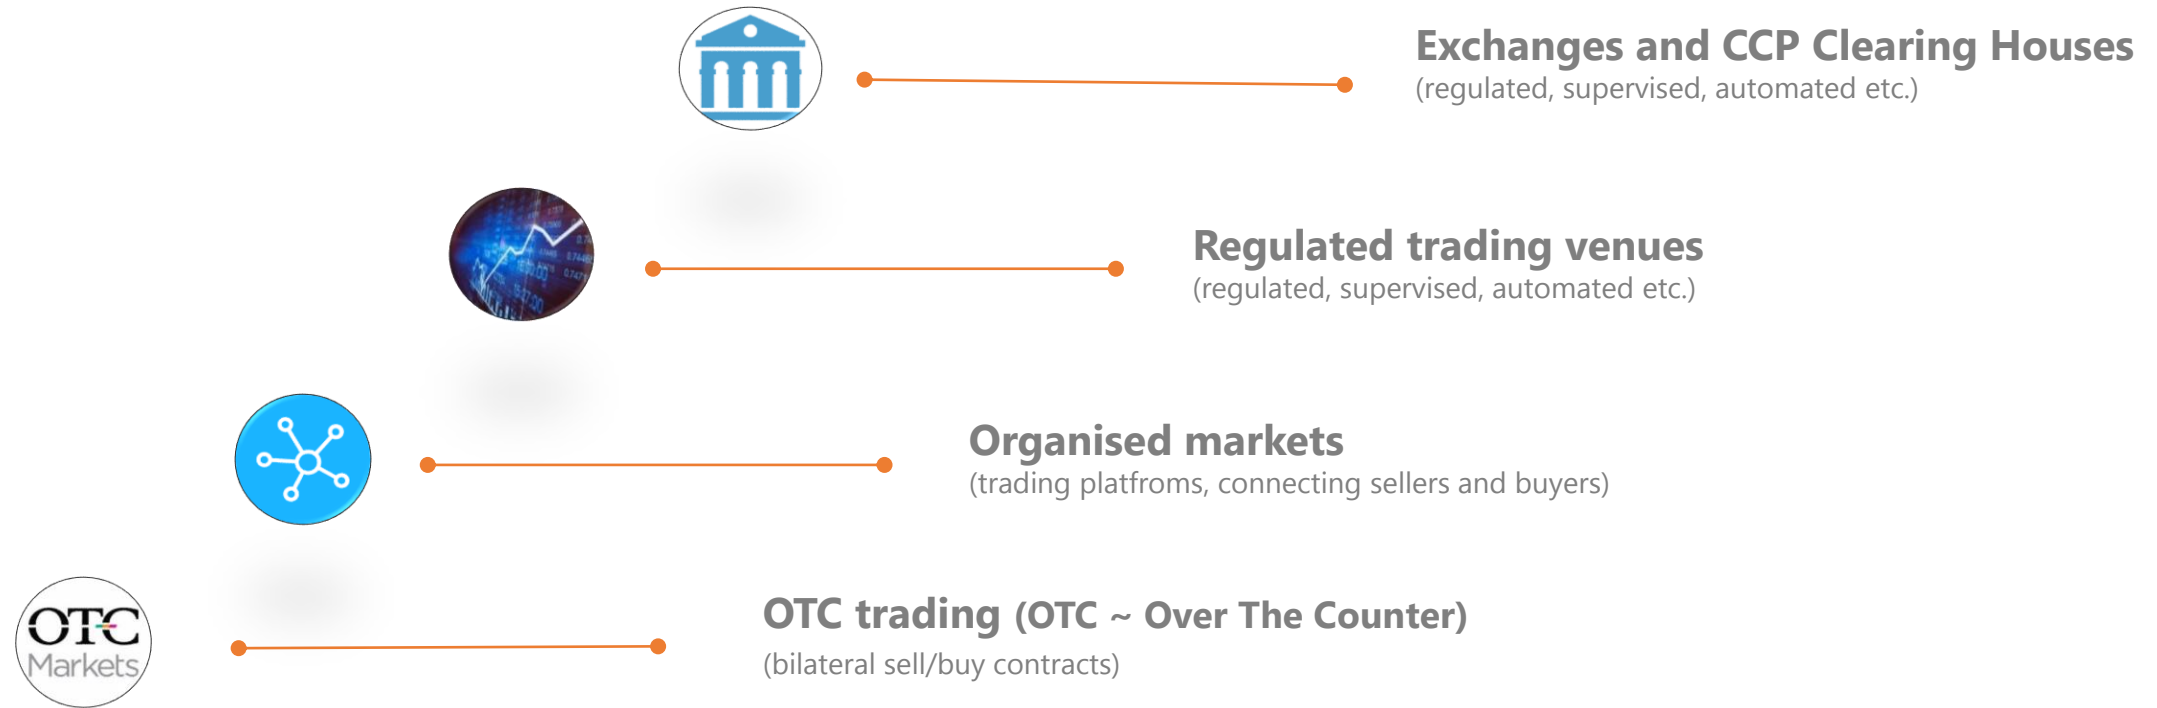 Exchanges and CCP Clearing Houses
(regulated, supervised, automated etc.)
Regulated trading venues
(regulated, supervised, automated etc.)
Organised markets
(trading platfroms, connecting sellers and buyers)
OTC
Markets
OTC trading (OTC ~ Over The Counter)
(bilateral sell/buy contracts)